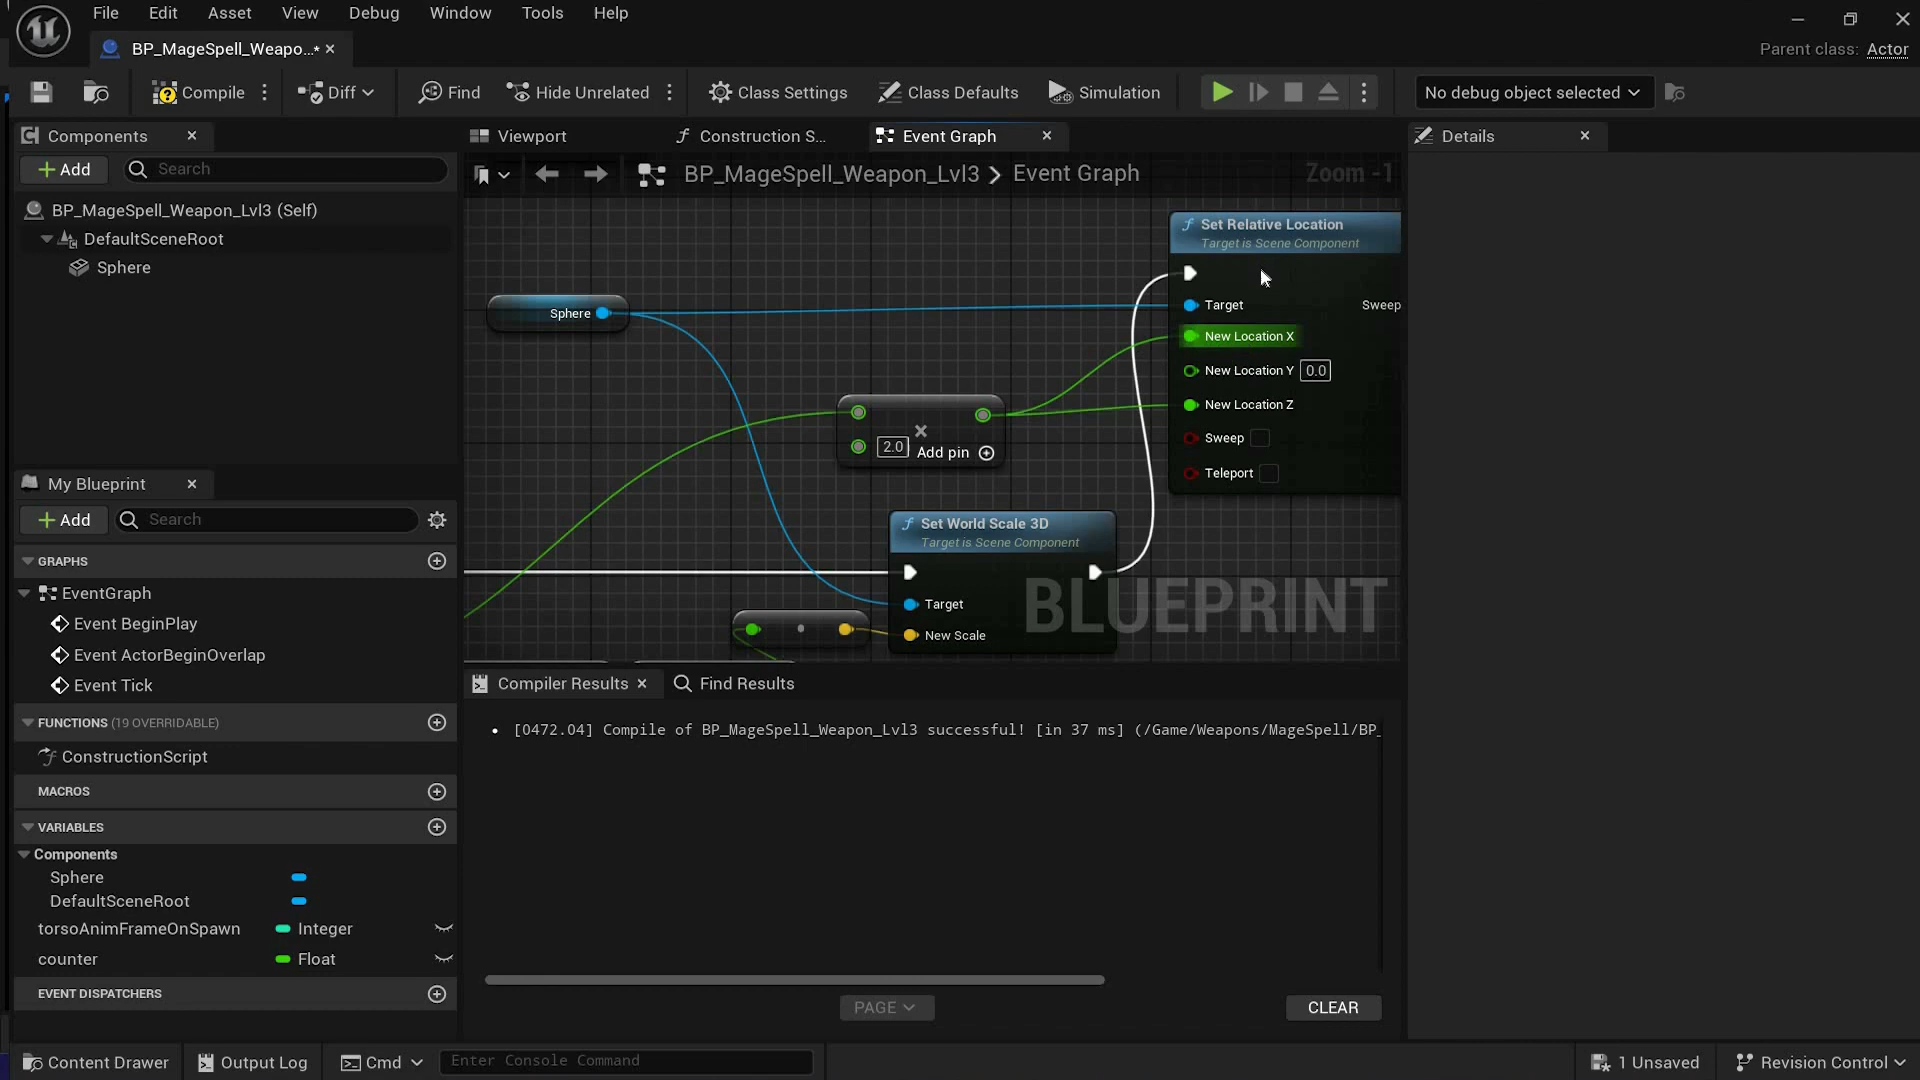 File Edit Asset View Debug Window Tools Help
BP_MageSpell_Weapo...*
Parent class: Actor
Compile Diff Find Hide Unrelated Class Settings Class Defaults Simulation No debug object selected
Components
Viewport
Construction S...
Event Graph
Details
Add
Search
BP_MageSpell_Weapon_Lvl3 > Event Graph
Zoom -1
BP_MageSpell_Weapon_Lvl3 (Self)
DefaultSceneRoot
Sphere
Set Relative Location
Target is Scene Component
Sphere
Target
Sweep
New Location X
New Location Y 0.0
New Location Z
Sweep
Teleport
2.0
Add pin
Set World Scale 3D
Target is Scene Component
Target
New Scale
BLUEPRINT
My Blueprint
Add
Search
GRAPHS
EventGraph
Event BeginPlay
Event ActorBeginOverlap
Event Tick
FUNCTIONS (19 OVERRIDABLE)
ConstructionScript
MACROS
VARIABLES
Components
Sphere
DefaultSceneRoot
torsoAnimFrameOnSpawn Integer
counter Float
EVENT DISPATCHERS
Compiler Results
Find Results
[0472.04] Compile of BP_MageSpell_Weapon_Lvl3 successful! [in 37 ms] (/Game/Weapons/MageSpell/BP_
PAGE
CLEAR
Content Drawer Output Log Cmd Enter Console Command 1 Unsaved Revision Control